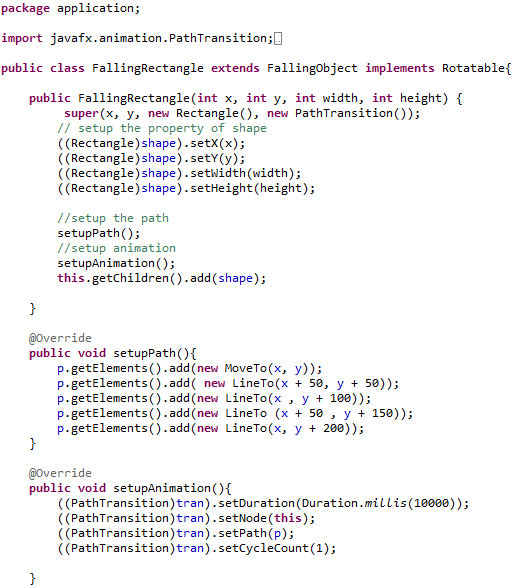 package application;
import javafx.animation.PathTransition;
public class FallingRectangle extends FallingObject implements Rotatable{
public FallingRectangle(int x, int y, int width, int height) {
super(x, y, new Rectangle(), new PathTransition());
// setup the property of shape
((Rectangle)shape).setX(x);
((Rectangle)shape).setY(y);
((Rectangle)shape).setWidth(width);
((Rectangle)shape).setHeight(height);
//setup the path
setupPath();
//setup animation
setupAnimation();
this.getChildren().add(shape);
}
@Override
public void setupPath(){
p.getElements().add(new MoveTo(x, y));
p.getElements().add( new LineTo(x + 50, y + 50));
p.getElements().add(new LineTo(x , y + 100));
p.getElements().add(new LineTo (x + 50 , y + 150));
p.getElements().add(new LineTo(x, y + 200));
}
@Override
public void setupAnimation(){
((PathTransition)tran).setDuration(Duration.millis(10000));
((PathTransition)tran).setNode(this);
((PathTransition)tran).setPath(p);
((PathTransition)tran).setCycleCount(1);
}